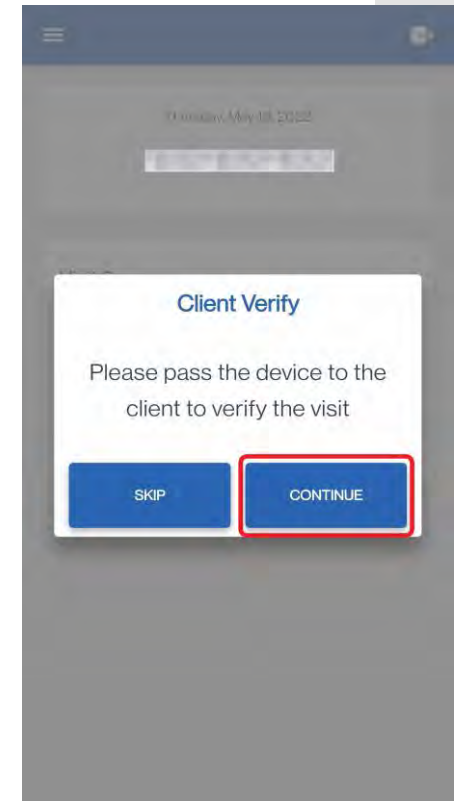 Client Verify
Please pass the device to the
client to verify the visit
SKIP
CONTINUE